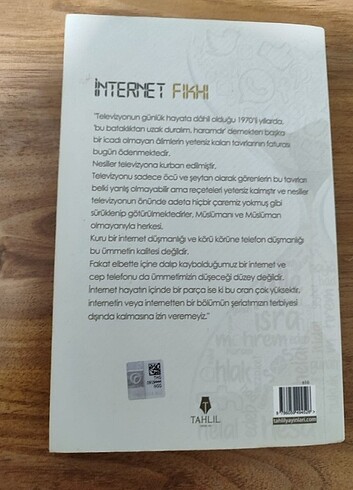 İNTERNET FIKHI
"Televizyonun günlük hayata dâhil olduğu 1970'li yıllarda,
'bu bataklıktan uzak duralım, haramdır' demekten başka
bir icadı olmayan âlimlerin yetersiz kalan tavırlarının faturası
bugün ödenmektedir.
Nesiller televizyona kurban edilmiştir.
Televizyonu sadece öcü ve şeytan olarak görenlerin bu tavırları
belki yanlış olmayabilir ama reçeteleri yetersiz kalmıştır ve nesiller
televizyonun önünde adeta hiçbir çaremiz yokmuş gibi
sürüklenip götürülmektedirler. Müslümanı ve Müslüman
olmayanıyla herkesi.
Kuru bir internet düşmanlığı ve körü körüne telefon düşmanlığı
bu ümmetin kalitesi değildir.
Fakat elbette içine dalıp kaybolduğumuz bir internet ve
cep telefonu da ümmetimizin düşeceği düzey değildir.
İnternet hayatın içinde bir parça ise ki bu oran çok yüksektir,
internetin veya internetten bir bölümün şeriatımızın terbiyesi
dışında kalmasına izin veremeyiz."
isra
mahrem
helal
TAHLİL
tahlilyayinlari.com